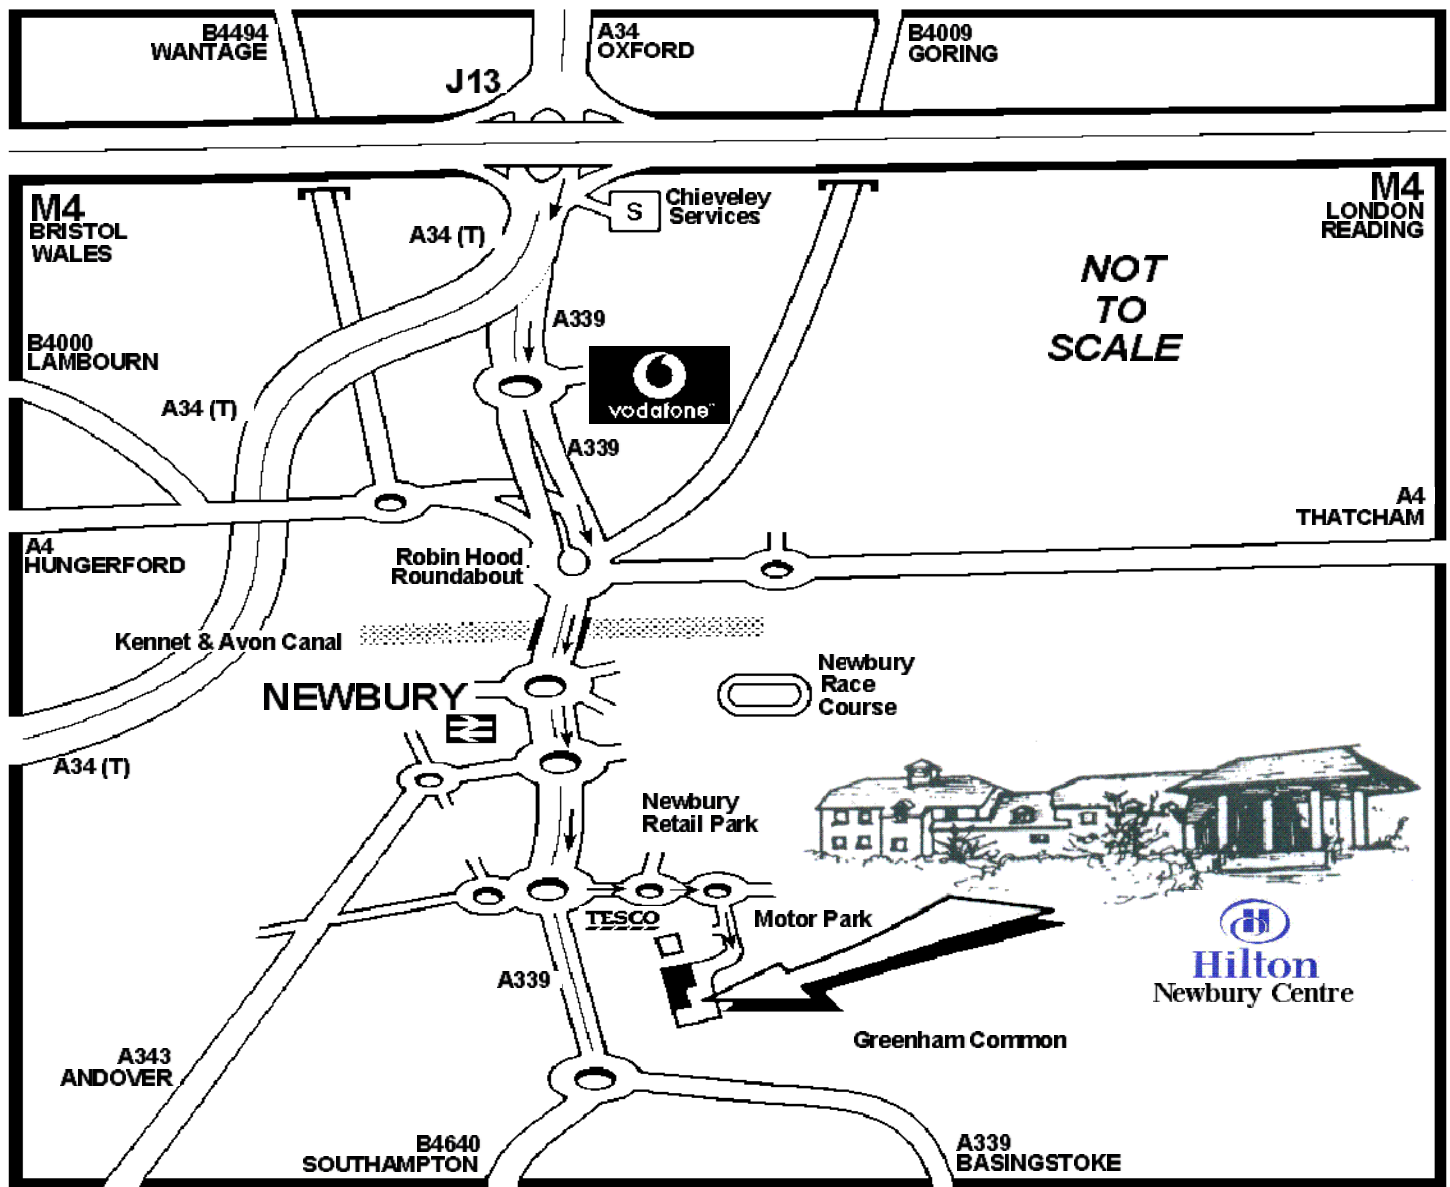 B4494
WANTAGE
A34
OXFORD
B4009
GORING
J13
M4
BRISTOL
WALES
A34 (T)
S
Chieveley
Services
M4
LONDON
READING
NOT
TO
SCALE
A339
B4000
LAMBOURN
vodafone™
A34 (T)
A339
A4
THATCHAM
A4
HUNGERFORD
Robin Hood
Roundabout
Kennet & Avon Canal
NEWBURY
Newbury
Race
Course
A34 (T)
Newbury
Retail Park
TESCO
Motor Park
A339
Hilton
Newbury Centre
Greenham Common
A343
ANDOVER
B4640
SOUTHAMPTON
A339
BASINGSTOKE